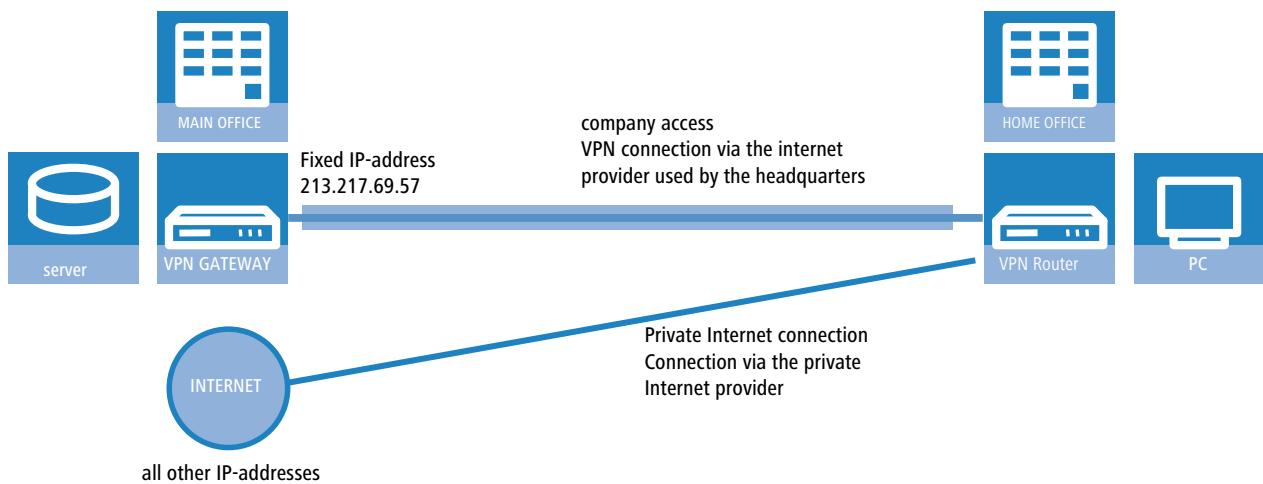 MAIN OFFICE
HOME OFFICE
company access
VPN connection via the internet
provider used by the headquarters
Fixed IP-address
213.217.69.57
server
VPN GATEWAY
VPN Router
PC
Private Internet connection
Connection via the private
Internet provider
INTERNET
all other IP-addresses